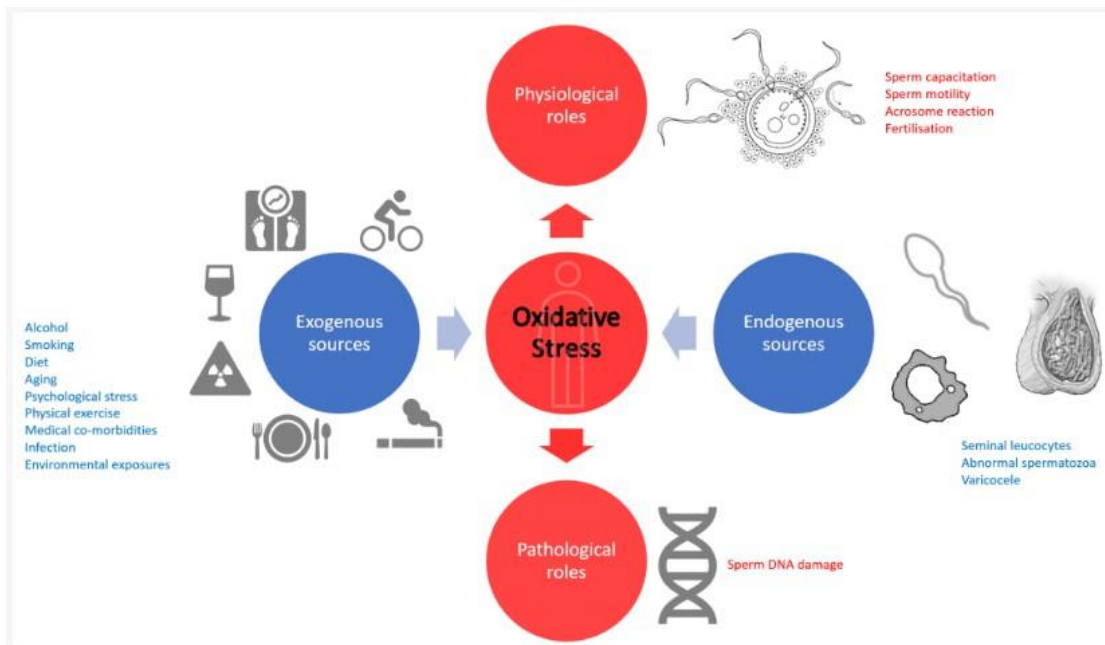 Physiological
roles
Sperm capacitation
Sperm motility
Acrosome reaction
Fertilisation
Alcohol
Smoking
Diet
Aging
Psychological stress
Physical exercise
Medical co-morbidities
Infection
Environmental exposures
Exogenous
sources
Oxidative
Stress
Endogenous
sources
Seminal leucocytes
Abnormal spermatozoa
Varicocele
Pathological
roles
Sperm DNA damage